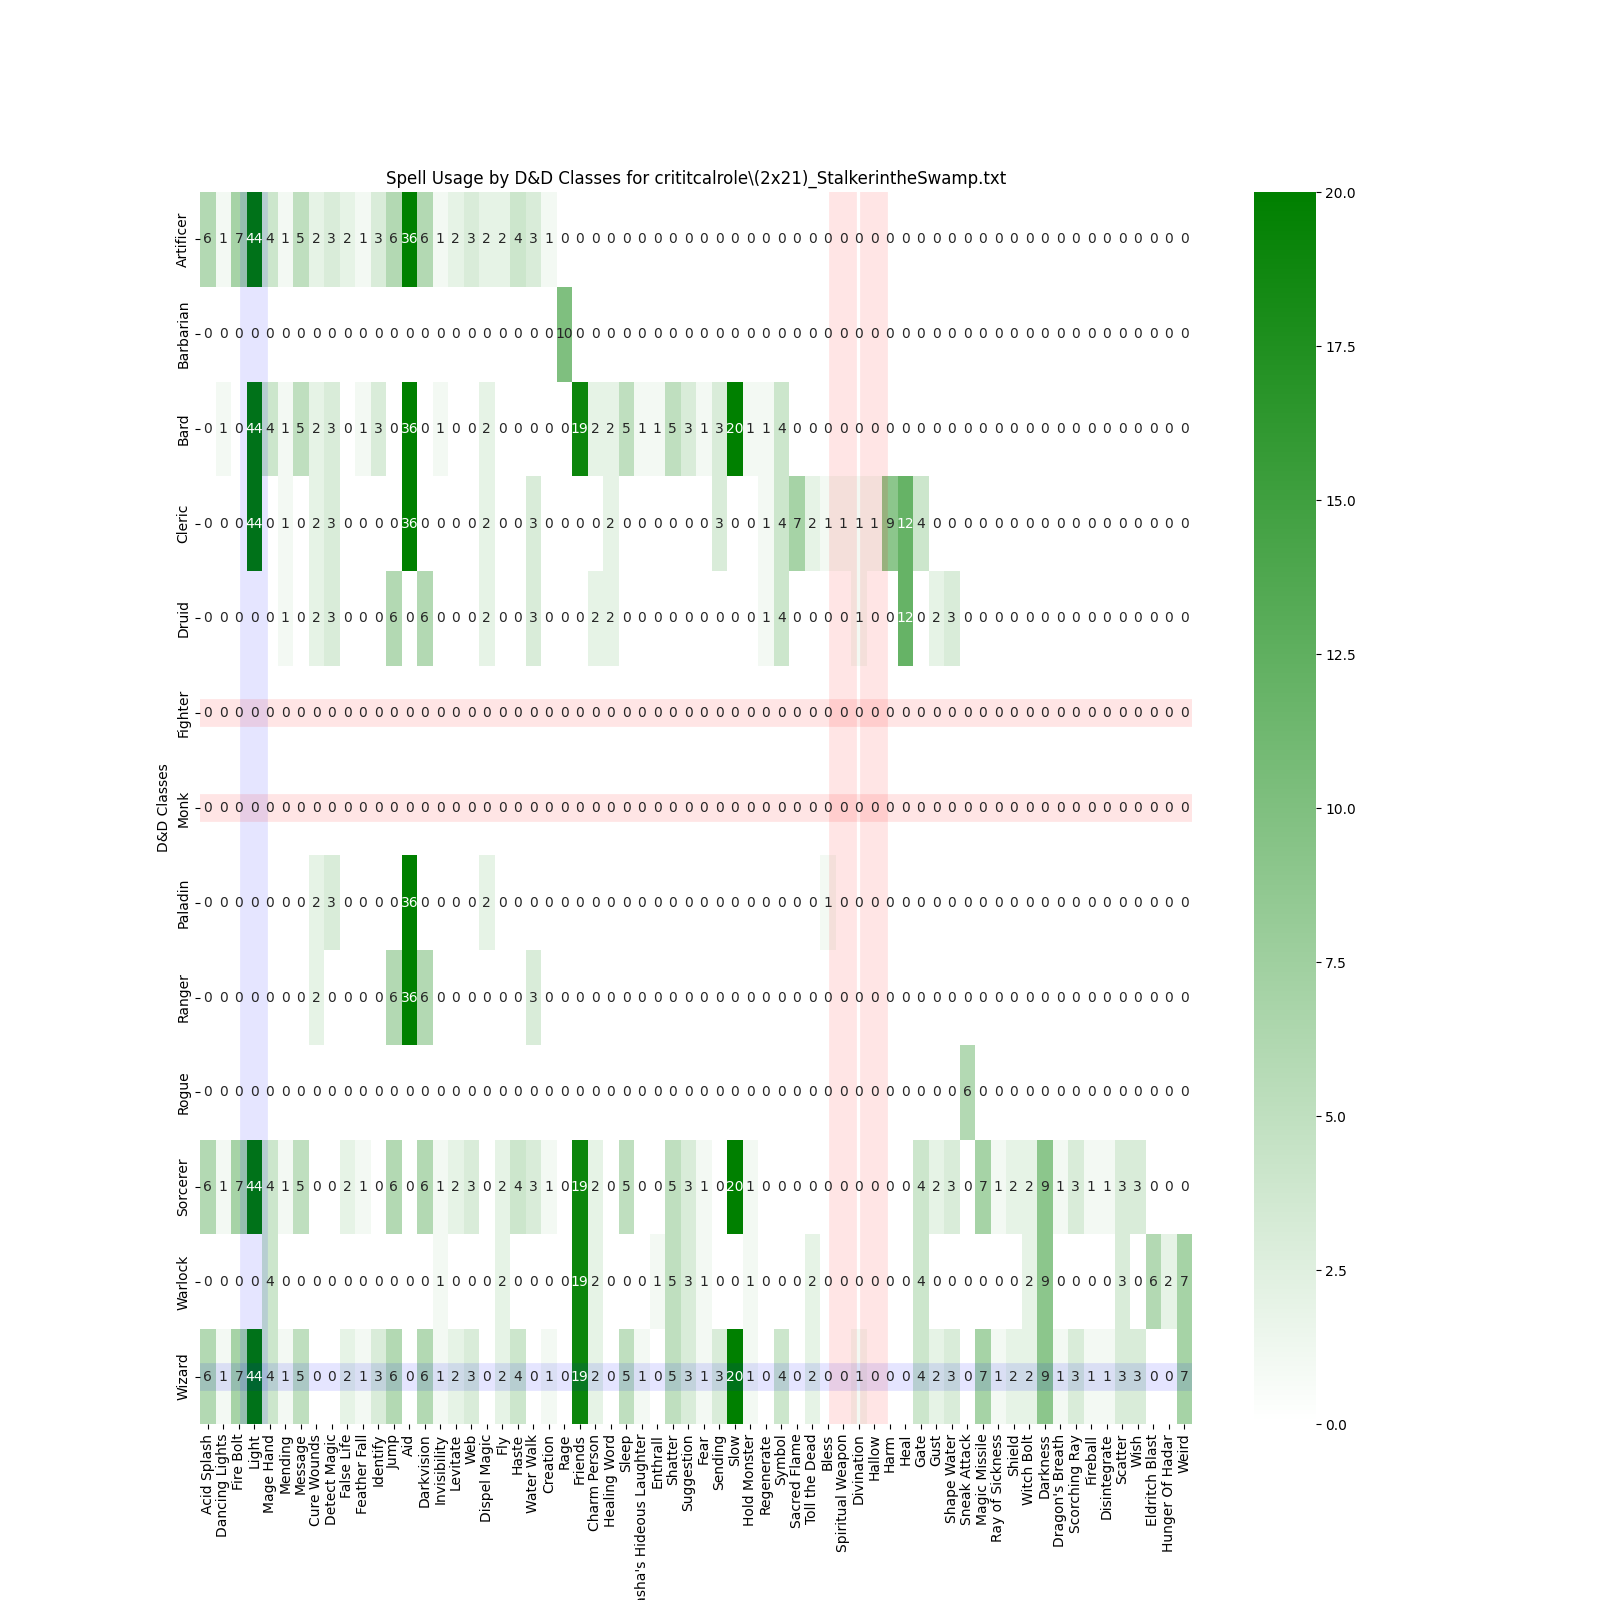 Spell Usage by D&D Classes for crititcalrole\(2x21)_StalkerintheSwamp.txt
D&D Classes
Artificer 6 1 7 44 4 1 5 2 3 2 1 3 6 36 6 1 2 3 2 2 4 3 1 0 0 0 0 0 0 0 0 0 0 0 0 0 0 0 0 0 0 0 0 0 0 0 0 0 0 0 0 0 0 0 0 0 0 0 0 0 0 0 0 0
Barbarian 0 0 0 0 0 0 0 0 0 0 0 0 0 0 0 0 0 0 0 0 0 0 0 10 0 0 0 0 0 0 0 0 0 0 0 0 0 0 0 0 0 0 0 0 0 0 0 0 0 0 0 0 0 0 0 0 0 0 0 0 0 0 0 0
Bard 0 1 0 44 4 1 5 2 3 0 1 3 0 36 0 1 0 0 2 0 0 0 0 0 19 2 2 5 1 1 5 3 1 3 20 1 1 4 0 0 0 0 0 0 0 0 0 0 0 0 0 0 0 0 0 0 0 0 0 0 0 0 0 0
Cleric 0 0 0 44 0 1 0 2 3 0 0 0 0 36 0 0 0 0 2 0 0 3 0 0 0 0 2 0 0 0 0 0 0 3 0 0 1 4 7 2 1 1 1 1 9 12 4 0 0 0 0 0 0 0 0 0 0 0 0 0 0 0 0 0
Druid 0 0 0 0 0 1 0 2 3 0 0 0 6 0 6 0 0 0 2 0 0 3 0 0 0 2 2 0 0 0 0 0 0 0 0 0 1 4 0 0 0 0 1 0 0 12 0 2 3 0 0 0 0 0 0 0 0 0 0 0 0 0 0 0
Fighter 0 0 0 0 0 0 0 0 0 0 0 0 0 0 0 0 0 0 0 0 0 0 0 0 0 0 0 0 0 0 0 0 0 0 0 0 0 0 0 0 0 0 0 0 0 0 0 0 0 0 0 0 0 0 0 0 0 0 0 0 0 0 0 0
Monk 0 0 0 0 0 0 0 0 0 0 0 0 0 0 0 0 0 0 0 0 0 0 0 0 0 0 0 0 0 0 0 0 0 0 0 0 0 0 0 0 0 0 0 0 0 0 0 0 0 0 0 0 0 0 0 0 0 0 0 0 0 0 0 0
Paladin 0 0 0 0 0 0 0 2 3 0 0 0 0 36 0 0 0 0 2 0 0 0 0 0 0 0 0 0 0 0 0 0 0 0 0 0 0 0 0 0 1 0 0 0 0 0 0 0 0 0 0 0 0 0 0 0 0 0 0 0 0 0 0 0
Ranger 0 0 0 0 0 0 0 2 0 0 0 0 6 36 6 0 0 0 0 0 0 3 0 0 0 0 0 0 0 0 0 0 0 0 0 0 0 0 0 0 0 0 0 0 0 0 0 0 0 0 0 0 0 0 0 0 0 0 0 0 0 0 0 0
Rogue 0 0 0 0 0 0 0 0 0 0 0 0 0 0 0 0 0 0 0 0 0 0 0 0 0 0 0 0 0 0 0 0 0 0 0 0 0 0 0 0 0 0 0 0 0 0 0 0 0 6 0 0 0 0 0 0 0 0 0 0 0 0 0 0
Sorcerer 6 1 7 44 4 1 5 0 0 2 1 0 6 0 6 1 2 3 0 2 4 3 1 0 19 2 0 5 0 0 5 3 1 0 20 1 0 0 0 0 0 0 0 0 0 0 4 2 3 0 7 1 2 2 9 1 3 1 1 3 3 0 0 0
Warlock 0 0 0 0 4 0 0 0 0 0 0 0 0 0 0 1 0 0 0 2 0 0 0 0 19 2 0 0 0 1 5 3 1 0 0 1 0 0 0 2 0 0 0 0 0 0 4 0 0 0 0 0 0 2 9 0 0 0 0 3 0 6 2 7
Wizard 6 1 7 44 4 1 5 0 0 2 1 3 6 0 6 1 2 3 0 2 4 0 1 0 19 2 0 5 1 0 5 3 1 3 20 1 0 4 0 2 0 0 1 0 0 0 4 2 3 0 7 1 2 2 9 1 3 1 1 3 3 0 0 7
Acid Splash
Dancing Lights
Fire Bolt
Light
Mage Hand
Mending
Message
Cure Wounds
Detect Magic
False Life
Feather Fall
Identify
Jump
Aid
Darkvision
Invisibility
Levitate
Web
Dispel Magic
Fly
Haste
Water Walk
Creation
Rage
Friends
Charm Person
Healing Word
Sleep
Hideous Laughter
Enthrall
Shatter
Suggestion
Fear
Sending
Slow
Hold Monster
Regenerate
Symbol
Sacred Flame
Toll the Dead
Bless
Spiritual Weapon
Divination
Hallow
Harm
Heal
Gate
Gust
Shape Water
Sneak Attack
Magic Missile
Ray of Sickness
Shield
Witch Bolt
Darkness
Dragon's Breath
Scorching Ray
Fireball
Disintegrate
Scatter
Wish
Eldritch Blast
Hunger Of Hadar
Weird
20.0
17.5
15.0
12.5
10.0
7.5
5.0
2.5
0.0